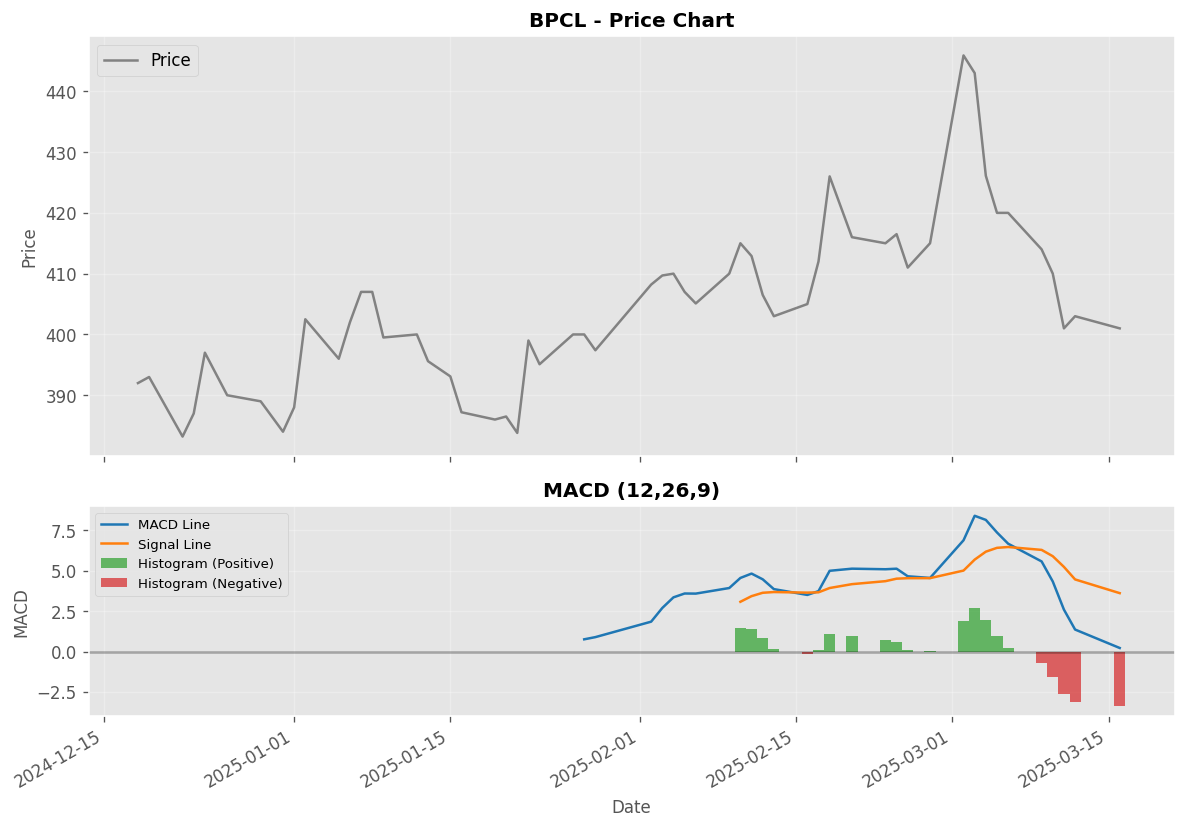 BPCL - Price Chart
Price
440
430
420
410
400
390
Price
MACD (12,26,9)
MACD Line
Signal Line
Histogram (Positive)
Histogram (Negative)
7.5
5.0
2.5
0.0
−2.5
MACD
2024-12-15
2025-01-01
2025-01-15
2025-02-01
2025-02-15
2025-03-01
2025-03-15
Date